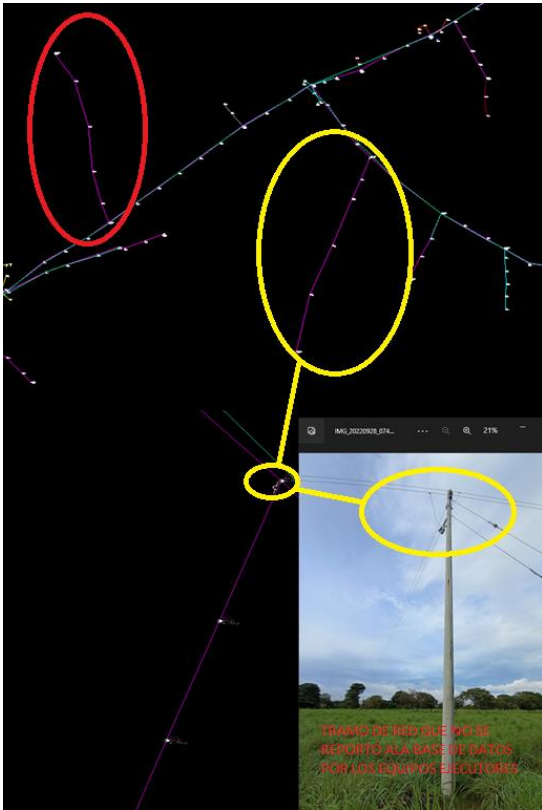 IMG_20220928_074...
21%
TRAMO DE RED QUE NO SE
REPORTO ALA BASE DE DATOS
POR LOS EQUIPOS EJECUTORES